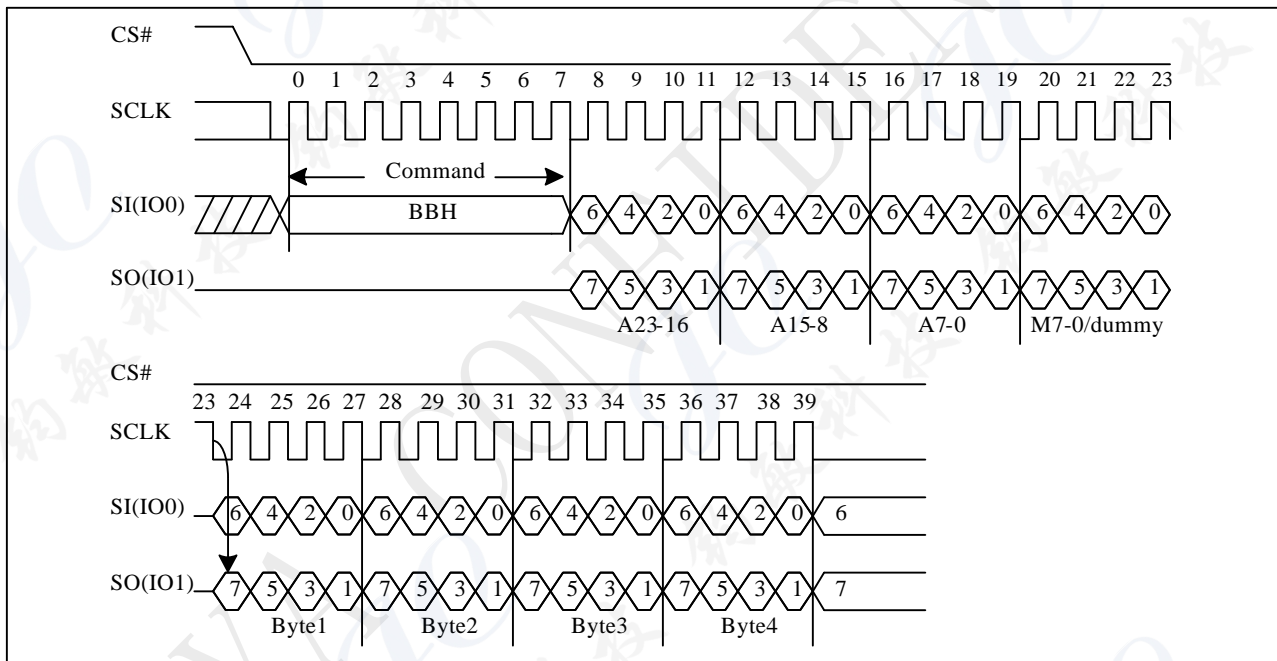 CS#
0 1 2 3 4 5 6 7 8 9 10 11 12 13 14 15 16 17 18 19 20 21 22 23
SCLK
Command
SI(IO0) BBH 6 4 2 0 6 4 2 0 6 4 2 0 6 4 2 0
SO(IO1) 7 5 3 1 7 5 3 1 7 5 3 1 7 5 3 1
A23-16 A15-8 A7-0 M7-0/dummy
CS#
23 24 25 26 27 28 29 30 31 32 33 34 35 36 37 38 39
SCLK
SI(IO0) 6 4 2 0 6 4 2 0 6 4 2 0 6 4 2 0 6
SO(IO1) 7 5 3 1 7 5 3 1 7 5 3 1 7 5 3 1 7
Byte1 Byte2 Byte3 Byte4